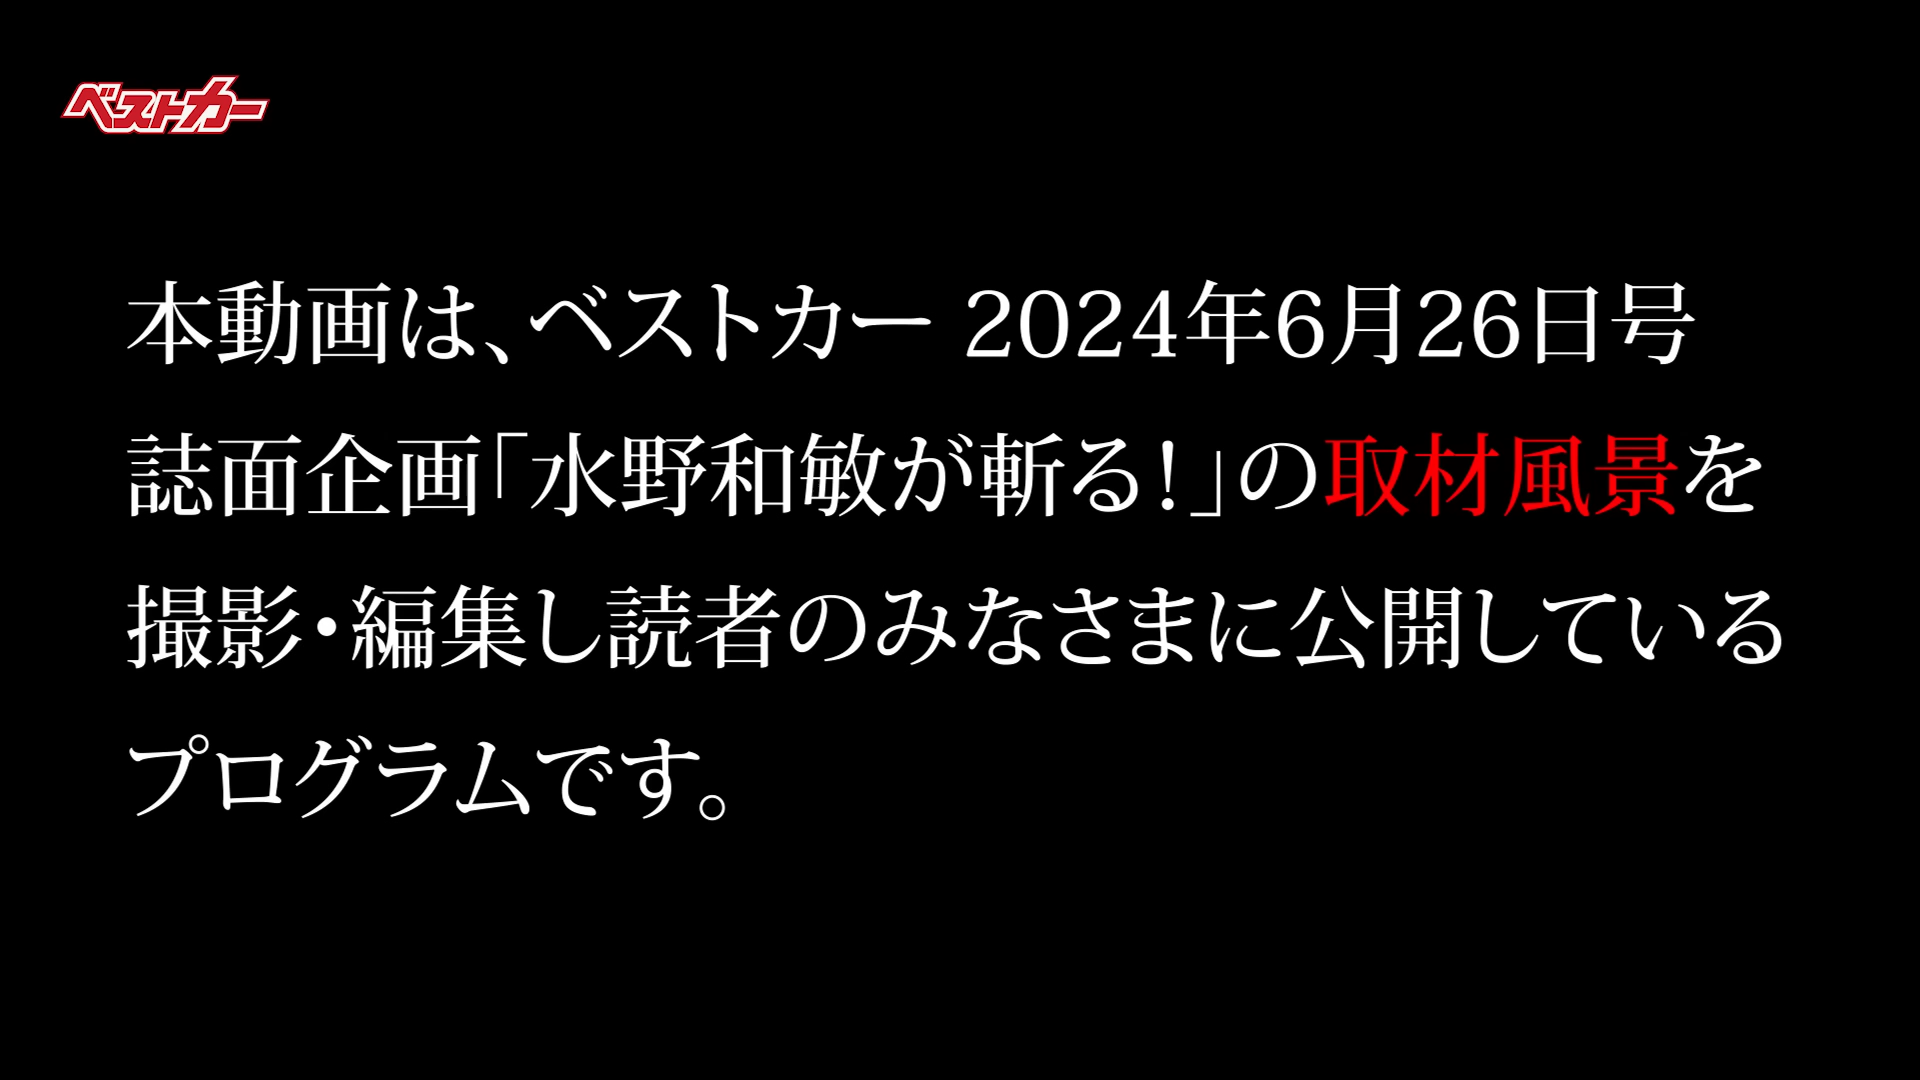 ベストカー
本動画は、ベストカー 2024年6月26日号
誌面企画「水野和敏が斬る！」の取材風景を
撮影・編集し読者のみなさまに公開している
プログラムです。